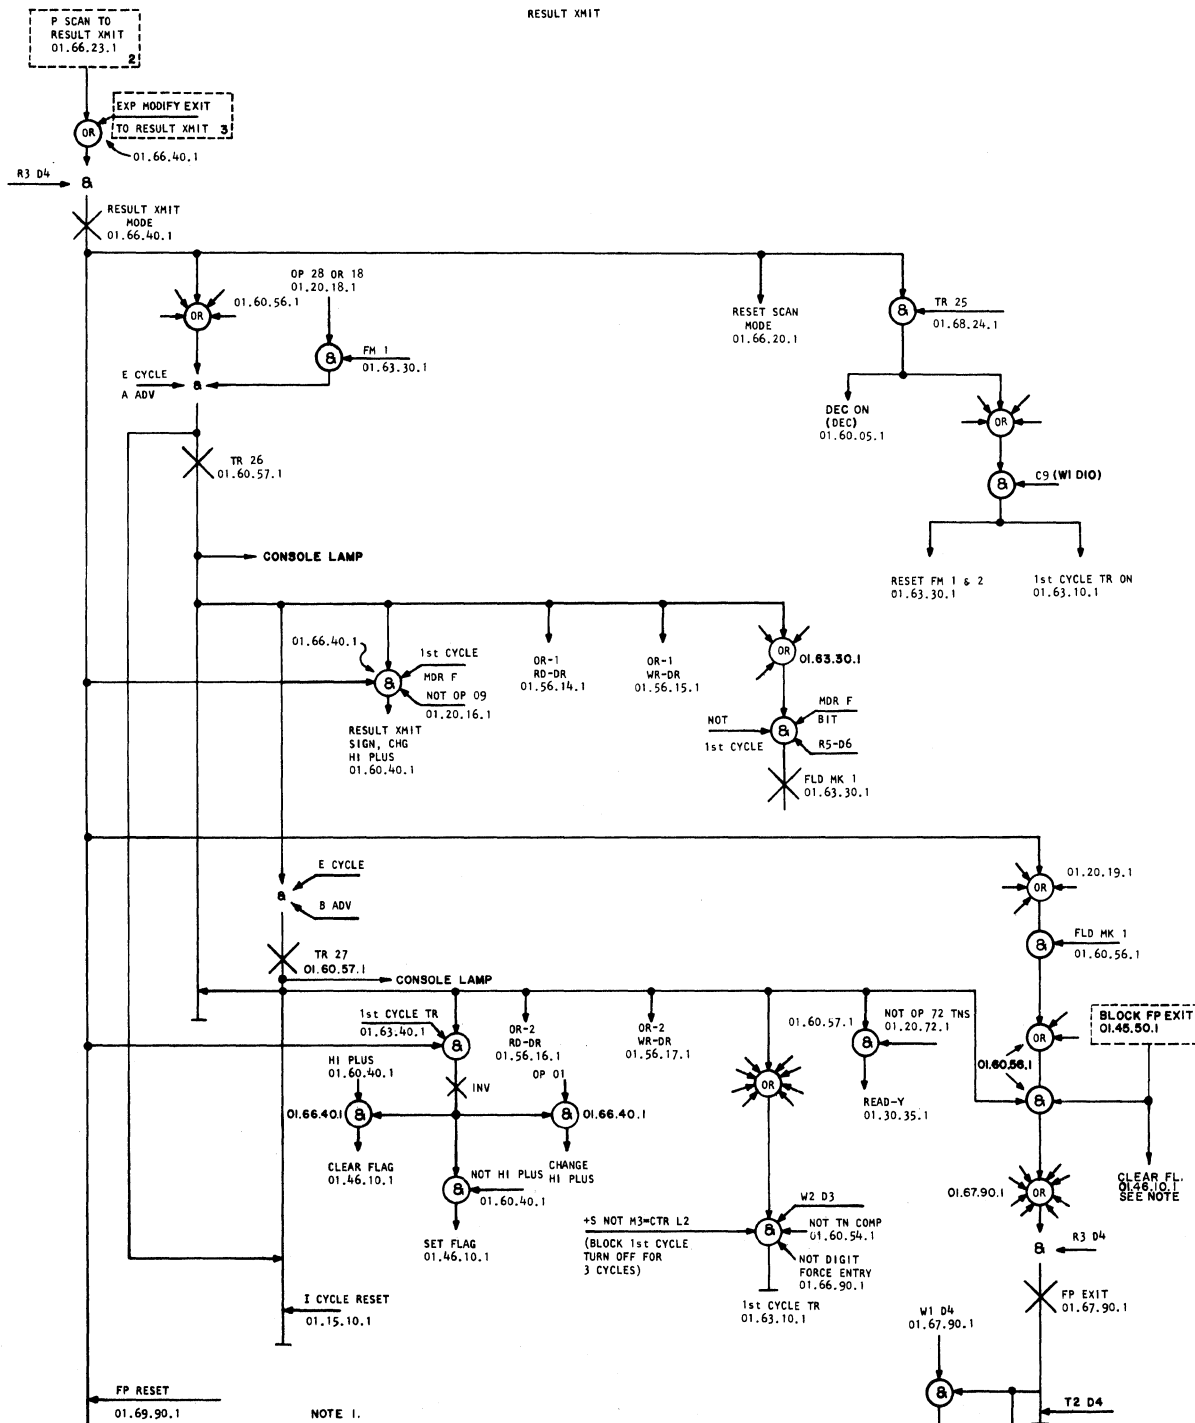 RESULT XMIT
P SCAN TO
RESULT XMIT
01.66.23.1
2
EXP MODIFY EXIT
TO RESULT XMIT 3
OR
01.66.40.1
R3 D4
&
RESULT XMIT
MODE
01.66.40.1
OP 28 OR 18
01.20.18.1
01.60.56.1
OR
&
FM 1
01.63.30.1
E CYCLE
A ADV
&
RESET SCAN
MODE
01.66.20.1
&
TR 25
01.68.24.1
DEC ON
(DEC)
01.60.05.1
OR
&
C9 (W1 D10)
RESET FM 1 & 2
01.63.30.1
1st CYCLE TR ON
01.63.10.1
TR 26
01.60.57.1
CONSOLE LAMP
01.66.40.1
1st CYCLE
MDR F
&
NOT OP 09
01.20.16.1
RESULT XMIT
SIGN, CHG
HI PLUS
01.60.40.1
OR-1
RD-DR
01.56.14.1
OR-1
WR-DR
01.56.15.1
OR
01.63.30.1
MDR F
BIT
NOT
1st CYCLE
&
R5-D6
FLD MK 1
01.63.30.1
E CYCLE
&
B ADV
01.20.19.1
OR
FLD MK 1
01.60.56.1
&
TR 27
01.60.57.1
CONSOLE LAMP
1st CYCLE TR
01.63.40.1
&
OR-2
RD-DR
01.56.16.1
OR-2
WR-DR
01.56.17.1
01.60.57.1
NOT OP 72 TNS
01.20.72.1
&
READ-Y
01.30.35.1
OR
01.60.56.1
&
BLOCK FP EXIT
01.45.50.1
HI PLUS
01.60.40.1
INV
OP 01
OR
01.66.40.1
&
&
01.66.40.1
CLEAR FLAG
01.46.10.1
CHANGE
HI PLUS
NOT HI PLUS
01.60.40.1
&
SET FLAG
01.46.10.1
CLEAR FL.
01.46.10.1
SEE NOTE
01.67.90.1
OR
W2 D3
+S NOT M3=CTR L2
(BLOCK 1st CYCLE
TURN OFF FOR
3 CYCLES)
&
NOT TN COMP
01.60.54.1
NOT DIGIT
FORCE ENTRY
01.66.90.1
1st CYCLE TR
01.63.10.1
&
R3 D4
FP EXIT
01.67.90.1
I CYCLE RESET
01.15.10.1
W1 D4
01.67.90.1
&
T2 D4
FP RESET
01.69.90.1
NOTE 1.